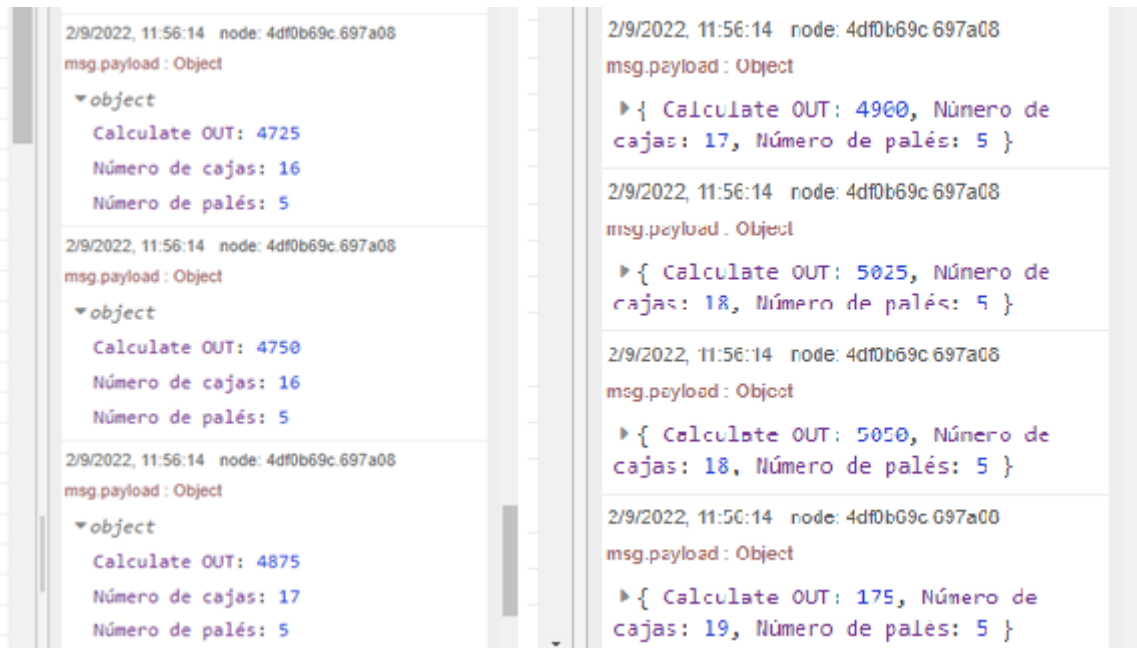 2/9/2022, 11:56:14 node: 4df0b69c.697a08
msg.payload : Object
▼object
Calculate OUT: 4725
Número de cajas: 16
Número de palés: 5
2/9/2022, 11:56:14 node: 4df0b69c.697a08
msg.payload : Object
▼object
Calculate OUT: 4750
Número de cajas: 16
Número de palés: 5
2/9/2022, 11:56:14 node: 4df0b69c.697a08
msg.payload : Object
▼object
Calculate OUT: 4875
Número de cajas: 17
Número de palés: 5
2/9/2022, 11:56:14 node: 4df0b69c.697a08
msg.payload : Object
▶{ Calculate OUT: 4900, Número de
cajas: 17, Número de palés: 5 }
2/9/2022, 11:56:14 node: 4df0b69c.697a08
msg.payload : Object
▶{ Calculate OUT: 5025, Número de
cajas: 18, Número de palés: 5 }
2/9/2022, 11:56:14 node: 4df0b69c.697a08
msg.payload : Object
▶{ Calculate OUT: 5050, Número de
cajas: 18, Número de palés: 5 }
2/9/2022, 11:56:14 node: 4df0b69c.697a08
msg.payload : Object
▶{ Calculate OUT: 175, Número de
cajas: 19, Número de palés: 5 }